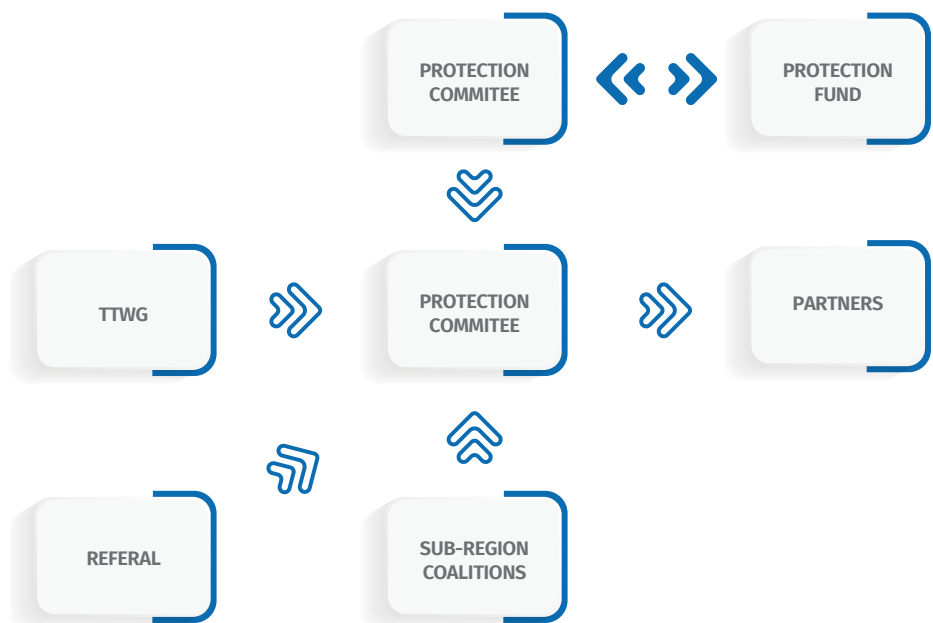 PROTECTION
COMMITEE
PROTECTION
FUND
TTWG
PROTECTION
COMMITEE
PARTNERS
REFERAL
SUB-REGION
COALITIONS